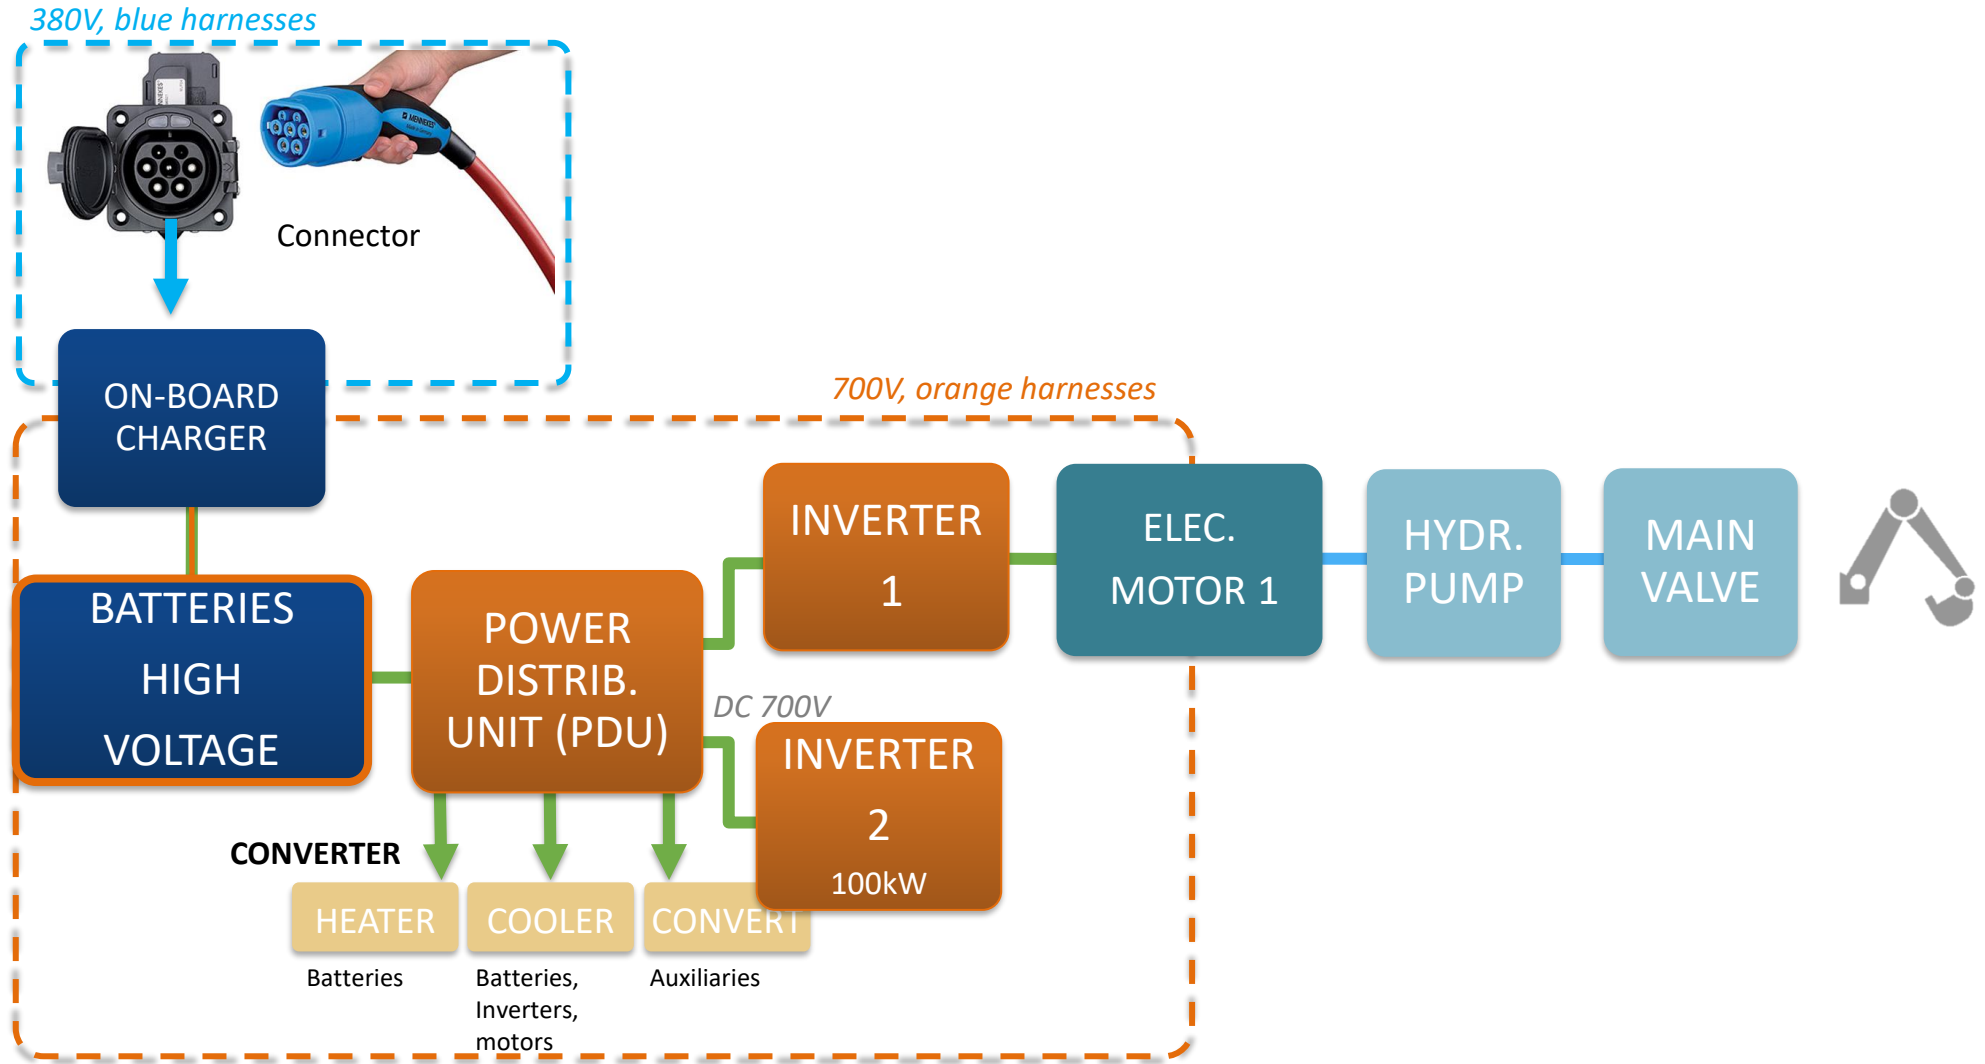 380V, blue harnesses
MENNEKES
Connector
ON-BOARD
CHARGER
700V, orange harnesses
BATTERIES
HIGH
VOLTAGE
POWER
DISTRIB.
UNIT (PDU)
INVERTER
1
ELEC.
MOTOR 1
HYDR.
PUMP
MAIN
VALVE
DC 700V
INVERTER
2
100kW
CONVERTER
HEATER
COOLER
CONVERT
Batteries
Batteries,
Inverters,
motors
Auxiliaries